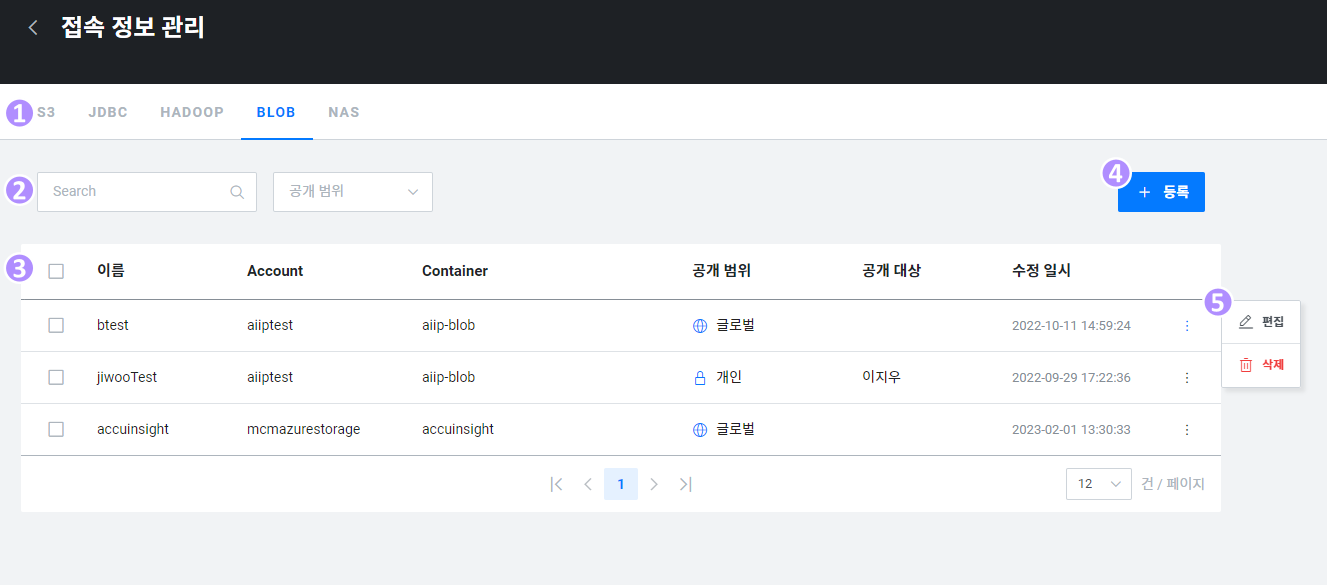 접속 정보 관리
1 S3 JDBC HADOOP BLOB NAS
2 Search 공개 범위 4 + 등록
3 이름 Account Container 공개 범위 공개 대상 수정 일시
btest aiiptest aiip-blob 글로벌 2022-10-11 14:59:24 5 편집
jiwooTest aiiptest aiip-blob 개인 이지우 2022-09-29 17:22:36 삭제
accuinsight mcmazurestorage accuinsight 글로벌 2023-02-01 13:30:33
1 12 건 / 페이지